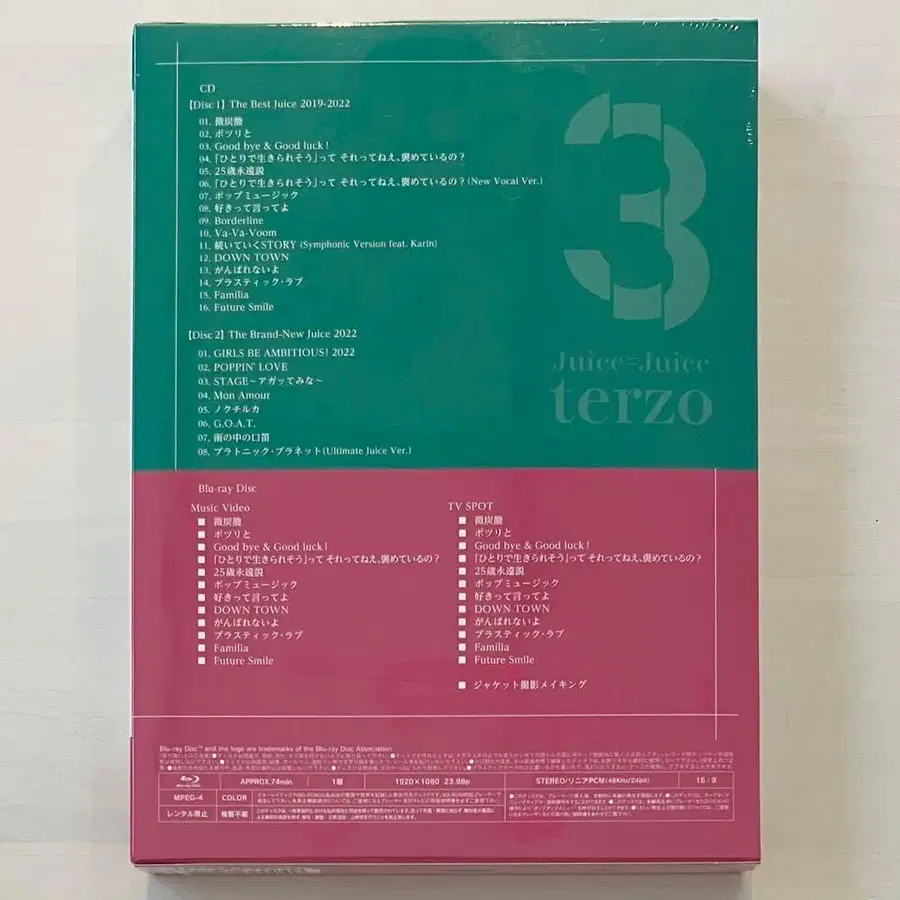 CD
【Disc 1】The Best Juice 2019-2022
01. 微炭酸
02. ポツリと
03. Good bye & Good luck!
04. 「ひとりで生きられそう」って それってねえ、褒めているの?
05. 25歳永遠説
06. 「ひとりで生きられそう」って それってねえ、褒めているの?(New Vocal Ver.)
07. ポップミュージック
08. 好きって言ってよ
09. Borderline
10. Va-Va-Voom
11. 続いていくSTORY (Symphonic Version feat. Karin)
12. DOWN TOWN
13. がんばれないよ
14. プラスティック・ラブ
15. Familia
16. Future Smile
【Disc 2】The Brand-New Juice 2022
01. GIRLS BE AMBITIOUS! 2022
02. POPPIN' LOVE
03. STAGE~アガッてみな~
04. Mon Amour
05. ノクチルカ
06. G.O.A.T.
07. 雨の中の口笛
08. プラトニック・プラネット(Ultimate Juice Ver.)
3
Juice=Juice
terzo
Blu-ray Disc
Music Video
■ 微炭酸
■ ポツリと
■ Good bye & Good luck!
■ 「ひとりで生きられそう」って それってねえ、褒めているの?
■ 25歳永遠説
■ ポップミュージック
■ 好きって言ってよ
■ DOWN TOWN
■ がんばれないよ
■ プラスティック・ラブ
■ Familia
■ Future Smile
TV SPOT
■ 微炭酸
■ ポツリと
■ Good bye & Good luck!
■ 「ひとりで生きられそう」って それってねえ、褒めているの?
■ 25歳永遠説
■ ポップミュージック
■ 好きって言ってよ
■ DOWN TOWN
■ がんばれないよ
■ プラスティック・ラブ
■ Familia
■ Future Smile
■ ジャケット撮影メイキング
Blu-ray Disc™ and the logo are trademarks of the Blu-ray Disc Association
Blu-ray Disc
APPROX.74min.
1層
1920×1080 23.98p
STEREO/リニアPCM(48KHz/24bit)
16:9
MPEG-4
COLOR
レンタル禁止
複製不能